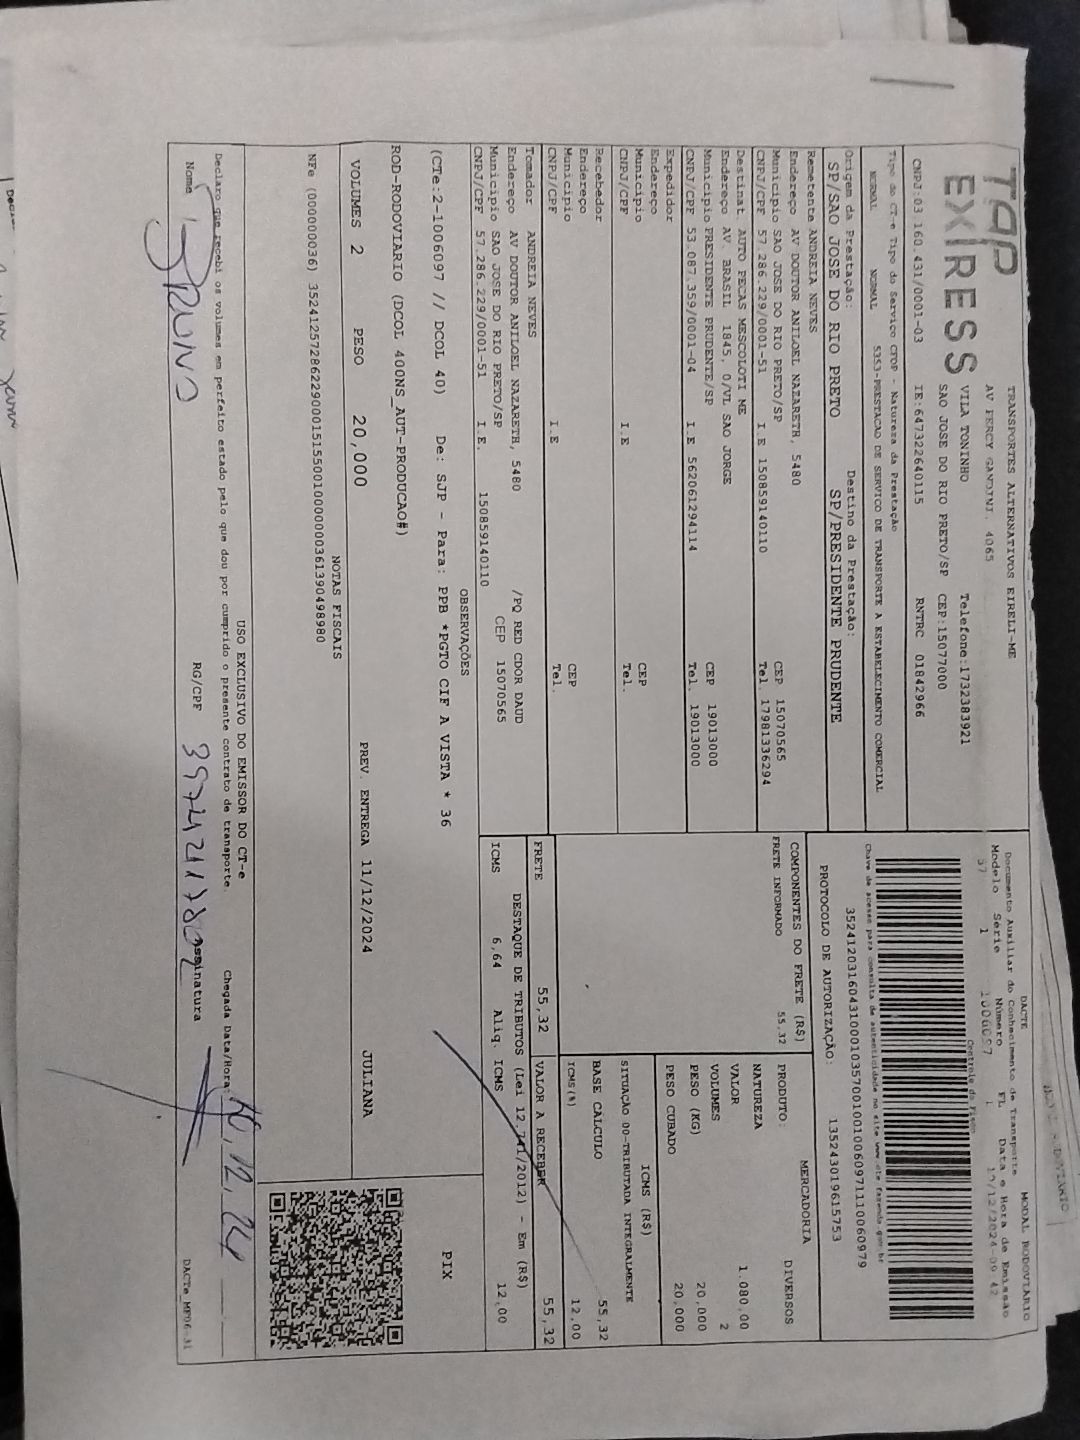 TAP
EXPRESS
TRANSPORTES ALTERNATIVOS EIRELI-ME
AV PERCY GANDINI, 4065
VILA TONINHO Telefone:1732383921
SAO JOSE DO RIO PRETO/SP CEP:15077000
CNPJ:03.160.431/0001-03 IE:647322640115 RNTRC 01842966
Tipo do CT-e Tipo do Serviço CFOP - Natureza da Prestação
NORMAL NORMAL 5353-PRESTACAO DE SERVICO DE TRANSPORTE A ESTABELECIMENTO COMERCIAL
Origem da Prestação: Destino da Prestação:
SP/SAO JOSE DO RIO PRETO SP/PRESIDENTE PRUDENTE
Remetente ANDREIA NEVES
Endereço AV DOUTOR ANILOEL NAZARETH, 5480
Municipio SAO JOSE DO RIO PRETO/SP CEP 15070565
CNPJ/CPF 57.286.229/0001-51 I.E 150859140110 Tel. 17981336294
Destinat. AUTO PECAS MESCOLOTI ME
Endereço AV. BRASIL 1845, 0/VL SAO JORGE
Municipio PRESIDENTE PRUDENTE/SP CEP 19013000
CNPJ/CPF 53.087.359/0001-04 I.E 562061294114 Tel. 19013000
Expedidor
Endereço
Municipio CEP
CNPJ/CPF I.E Tel.
Recebedor
Endereço
Municipio CEP
CNPJ/CPF I.E Tel.
Tomador ANDREIA NEVES
Endereço AV DOUTOR ANILOEL NAZARETH, 5480 /PQ RED CDOR DAUD
Municipio SAO JOSE DO RIO PRETO/SP CEP 15070565
CNPJ/CPF 57.286.229/0001-51 I.E. 150859140110
DACTE MODAL RODOVIARIO
Documento Auxiliar do Conhecimento de Transporte
Modelo Série Número FL Data e Hora de Emissão
57 1 1006097 1 10/12/2024-09:42
Controle do Fisco
Chave de acesso para consulta de autenticidade no site www.cte.fazenda.gov.br
35241203160431000103570010010060971110060979
PROTOCOLO DE AUTORIZAÇÃO: 135243019615753
COMPONENTES DO FRETE (R$)
FRETE INFORMADO 55,32
PRODUTO: MERCADORIA
NATUREZA DIVERSOS
VALOR 1.080,00
VOLUMES 2
PESO (KG) 20,000
PESO CUBADO 20,000
ICMS (R$)
SITUAÇÃO 00-TRIBUTADA INTEGRALMENTE
BASE CÁLCULO 55,32
ICMS (%) 12,00
FRETE 55,32 VALOR A RECEBER 55,32
DESTAQUE DE TRIBUTOS (Lei 12.741/2012) - Em (R$)
ICMS 6,64 Aliq. ICMS 12,00
OBSERVAÇÕES
(CTe:2-1006097 // DCOL 40) De: SJP - Para: PPB *PGTO CIF A VISTA * 36
ROD-RODOVIARIO (DCOL 400NS_AUT-PRODUCAO#)
PIX
VOLUMES 2 PESO 20,000 PREV. ENTREGA 11/12/2024 JULIANA
NOTAS FISCAIS
NFe (000000036) 35241257286229000151550010000000361390498980
USO EXCLUSIVO DO EMISSOR DO CT-e
Declaro que recebi os volumes em perfeito estado pelo que dou por cumprido o presente contrato de transporte. Chegada Data/Hora:
Nome BRUNO RG/CPF Assinatura
DACTe_MP06-31